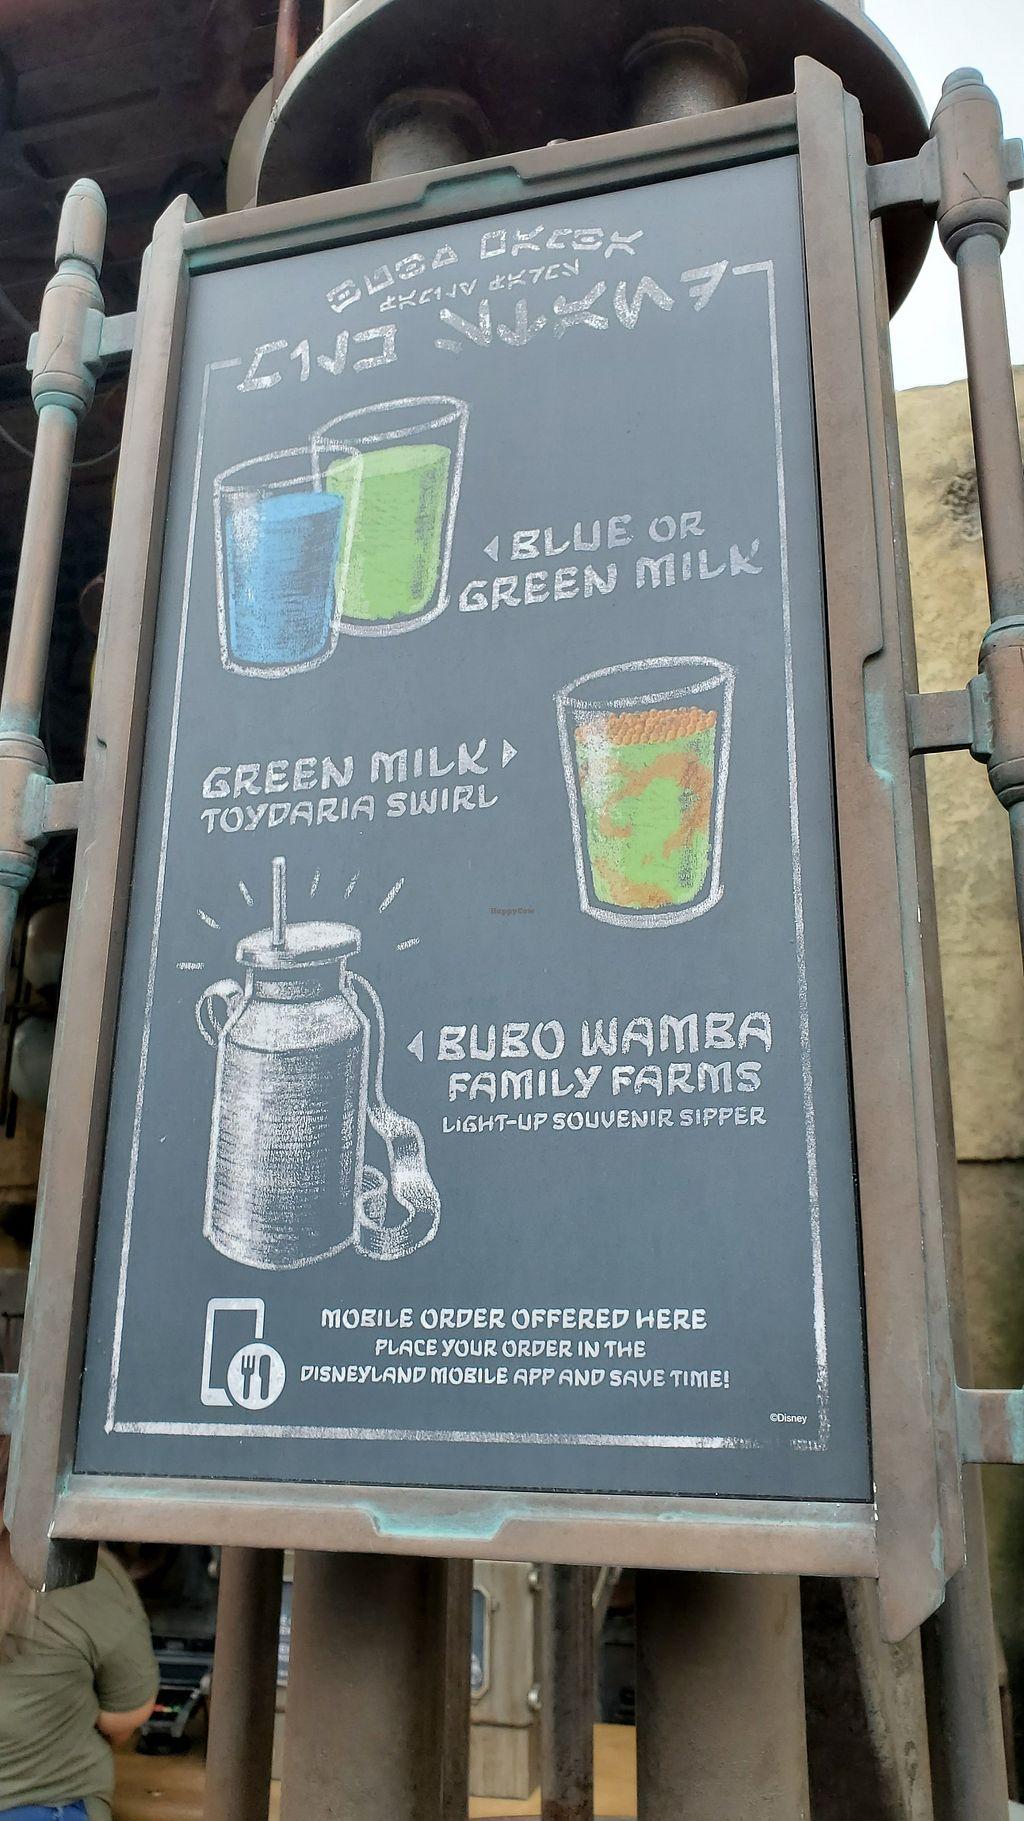 BLUE OR
GREEN MILK
GREEN MILK
TOYDARIA SWIRL
HappyCow
BUBO WAMBA
FAMILY FARMS
LIGHT-UP SOUVENIR SIPPER
MOBILE ORDER OFFERED HERE
PLACE YOUR ORDER IN THE
DISNEYLAND MOBILE APP AND SAVE TIME!
©Disney